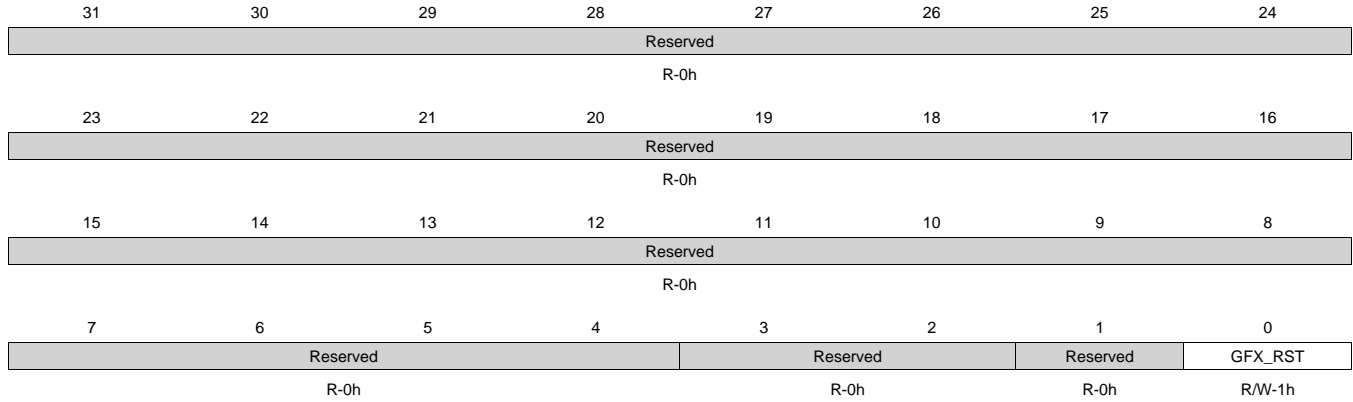 31 30 29 28 27 26 25 24
Reserved
R-0h
23 22 21 20 19 18 17 16
Reserved
R-0h
15 14 13 12 11 10 9 8
Reserved
R-0h
7 6 5 4 3 2 1 0
Reserved Reserved Reserved GFX_RST
R-0h R-0h R-0h R/W-1h